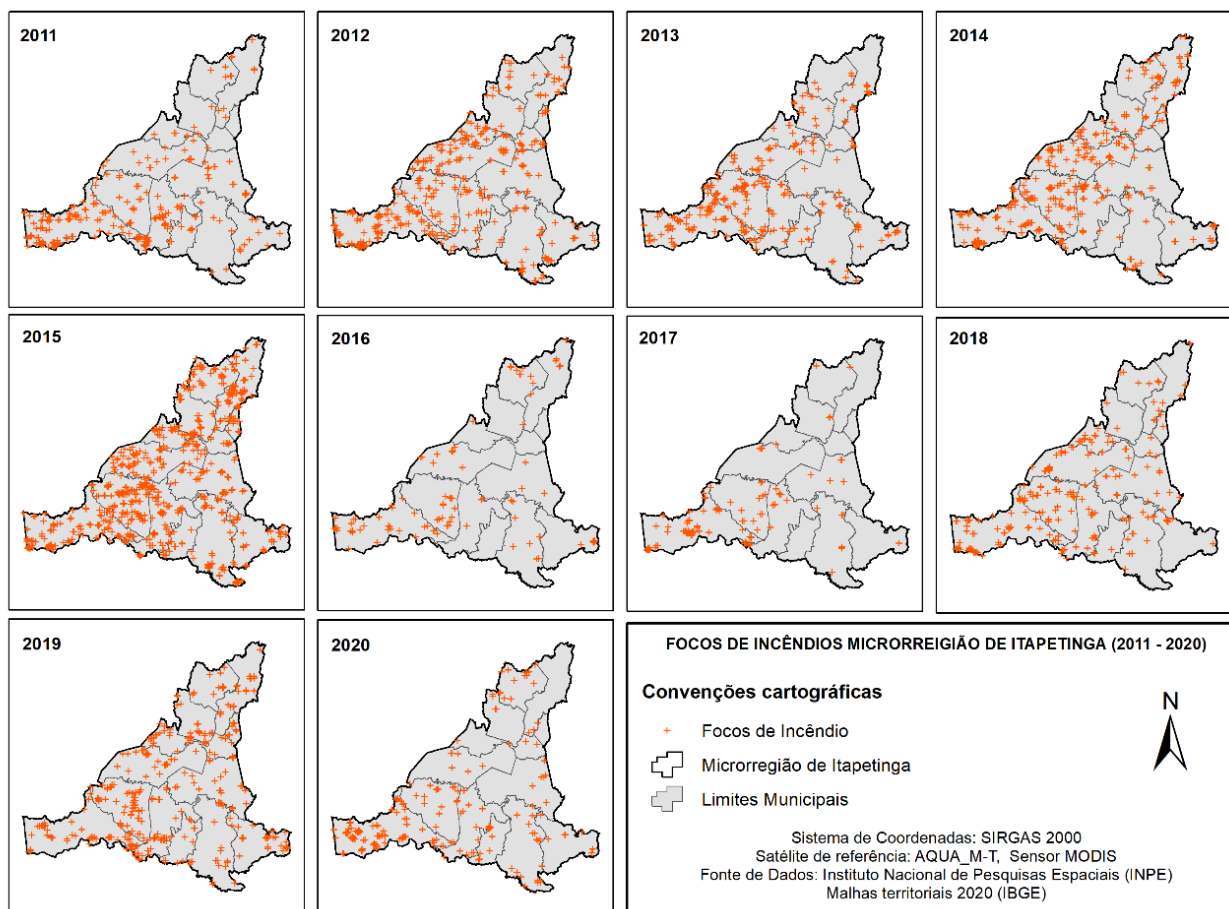 2011
2012
2013
2014
2015
2016
2017
2018
2019
2020
FOCOS DE INCÊNDIOS MICRORREIGIÃO DE ITAPETINGA (2011 - 2020)
Convenções cartográficas
N
Focos de Incêndio
Microrregião de Itapetinga
Limites Municipais
Sistema de Coordenadas: SIRGAS 2000
Satélite de referência: AQUA_M-T, Sensor MODIS
Fonte de Dados: Instituto Nacional de Pesquisas Espaciais (INPE)
Malhas territoriais 2020 (IBGE)